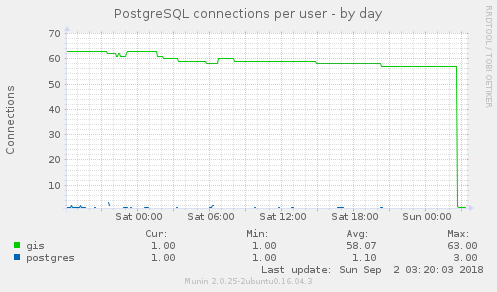 PostgreSQL connections per user - by day
RRDTOOL / TOBI OETIKER
Connections
70
60
50
40
30
20
10
Sat 00:00 Sat 06:00 Sat 12:00 Sat 18:00 Sun 00:00
Cur: Min: Avg: Max:
gis 1.00 1.00 58.07 63.00
postgres 1.00 1.00 1.10 3.00
Last update: Sun Sep 2 03:20:03 2018
Munin 2.0.25-2ubuntu0.16.04.3